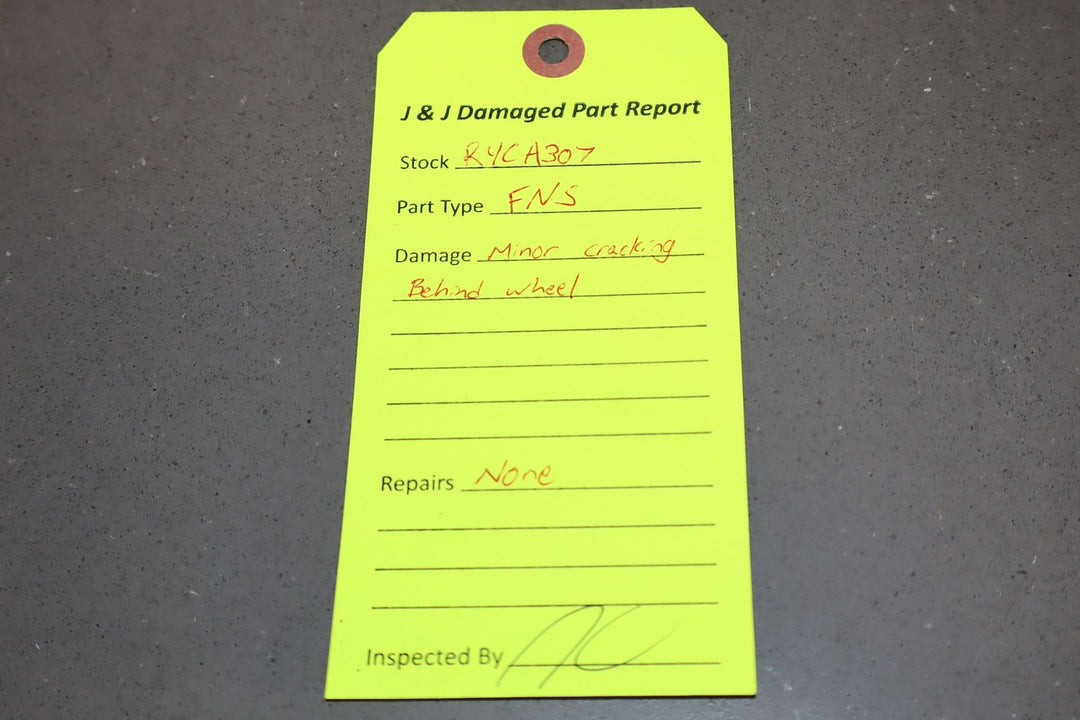 J & J Damaged Part Report
Stock R4CA307
Part Type FNS
Damage Minor cracking
Behind wheel
Repairs None
Inspected By